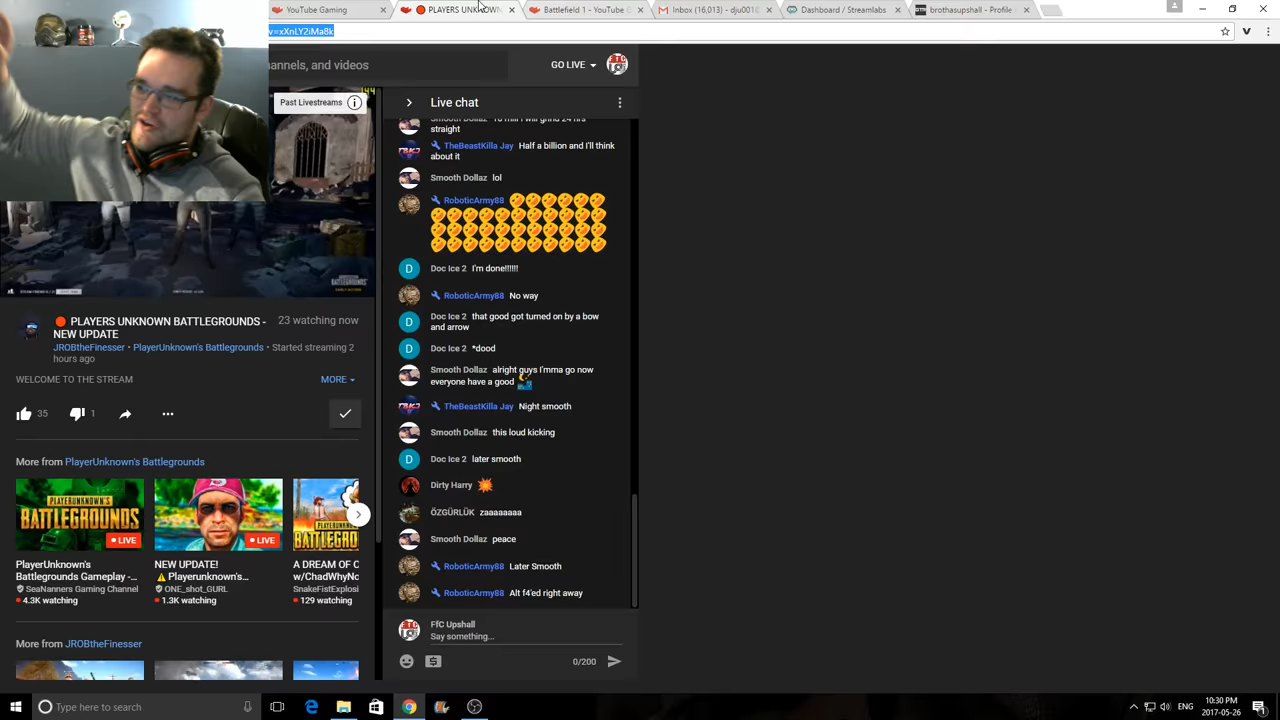 YouTube Gaming
PLAYERS UNKNOWN
Battlefield 1 - YouTube G
Inbox (16,013) - dju001@
Dashboard / Streamlabs
brothasupshall - Profile
v=xXnLY2iMa8k
hannels, and videos
GO LIVE
144
Past Livestreams
Live chat
straight
TheBeastKilla Jay Half a billion and I'll think
about it
Smooth Dollaz lol
RoboticArmy88
Doc Ice 2 I'm done!!!!!!
RoboticArmy88 No way
Doc Ice 2 that good got turned on by a bow
and arrow
Doc Ice 2 *dood
Smooth Dollaz alright guys I'mma go now
everyone have a good
TheBeastKilla Jay Night smooth
Smooth Dollaz this loud kicking
Doc Ice 2 later smooth
Dirty Harry
ÖZGÜRLÜK zaaaaaaaa
Smooth Dollaz peace
RoboticArmy88 Later Smooth
RoboticArmy88 Alt f4'ed right away
FfC Upshall
Say something...
0/200
PLAYERS UNKNOWN BATTLEGROUNDS -
NEW UPDATE
23 watching now
JROBtheFinesser • PlayerUnknown's Battlegrounds • Started streaming 2
hours ago
WELCOME TO THE STREAM
MORE
35
1
More from PlayerUnknown's Battlegrounds
PLAYERUNKNOWN'S
BATTLEGROUNDS
LIVE
LIVE
PlayerUnknown's
Battlegrounds Gameplay -...
SeaNanners Gaming Channel
4.3K watching
NEW UPDATE!
Playerunknown's...
ONE_shot_GURL
1.3K watching
A DREAM OF C
w/ChadWhyNo
SnakeFistExplosi
129 watching
More from JROBtheFinesser
Type here to search
ENG
10:30 PM
2017-05-26